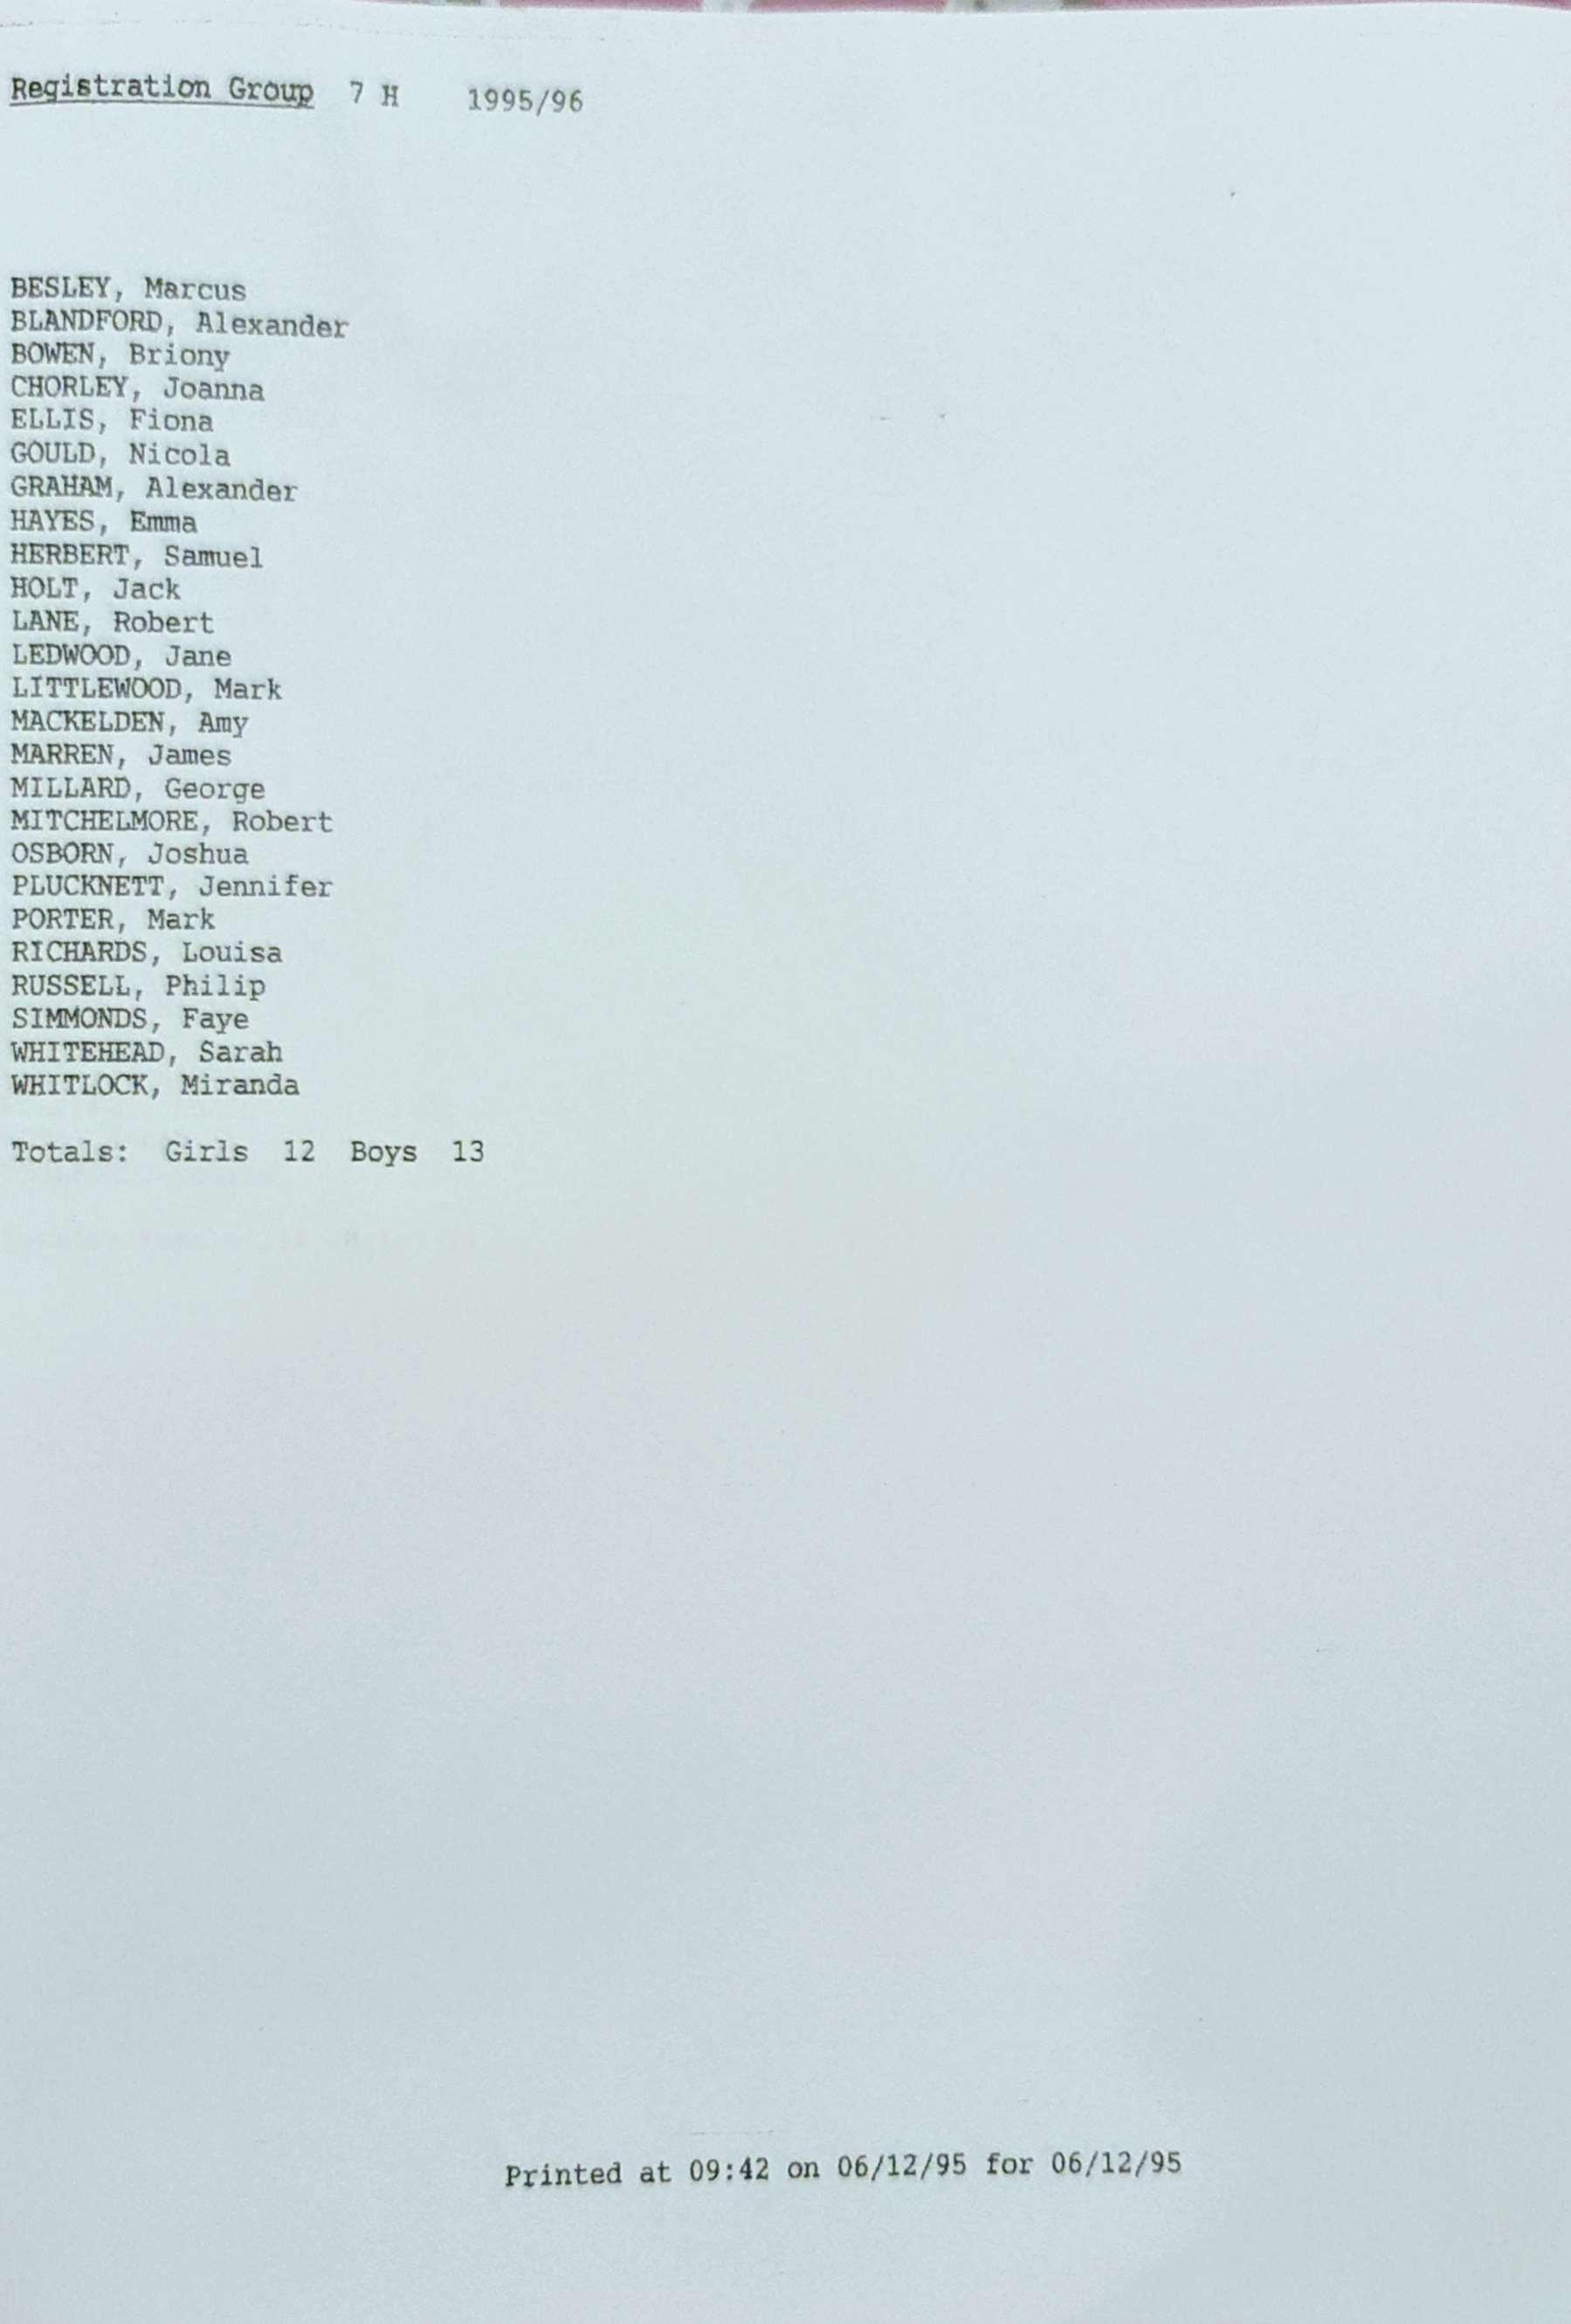 Registration Group 7 H 1995/96
BESLEY, Marcus
BLANDFORD, Alexander
BOWEN, Briony
CHORLEY, Joanna
ELLIS, Fiona
GOULD, Nicola
GRAHAM, Alexander
HAYES, Emma
HERBERT, Samuel
HOLT, Jack
LANE, Robert
LEDWOOD, Jane
LITTLEWOOD, Mark
MACKELDEN, Amy
MARREN, James
MILLARD, George
MITCHELMORE, Robert
OSBORN, Joshua
PLUCKNETT, Jennifer
PORTER, Mark
RICHARDS, Louisa
RUSSELL, Philip
SIMMONDS, Faye
WHITEHEAD, Sarah
WHITLOCK, Miranda
Totals: Girls 12 Boys 13
Printed at 09:42 on 06/12/95 for 06/12/95